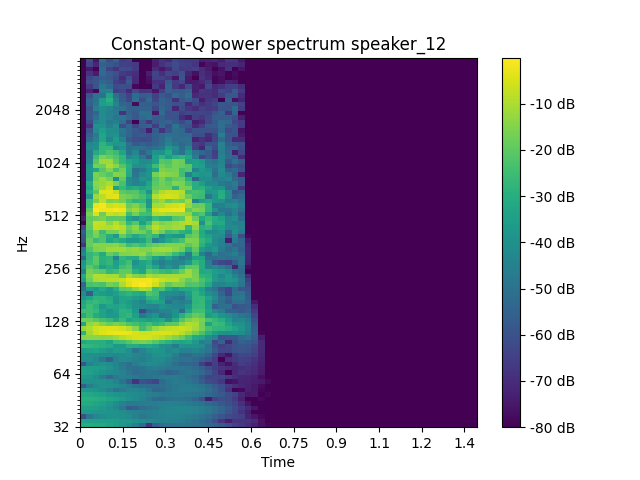 Constant-Q power spectrum speaker_12
Hz
2048
1024
512
256
128
64
32
0 0.15 0.3 0.45 0.6 0.75 0.9 1.1 1.2 1.4
Time
-10 dB
-20 dB
-30 dB
-40 dB
-50 dB
-60 dB
-70 dB
-80 dB